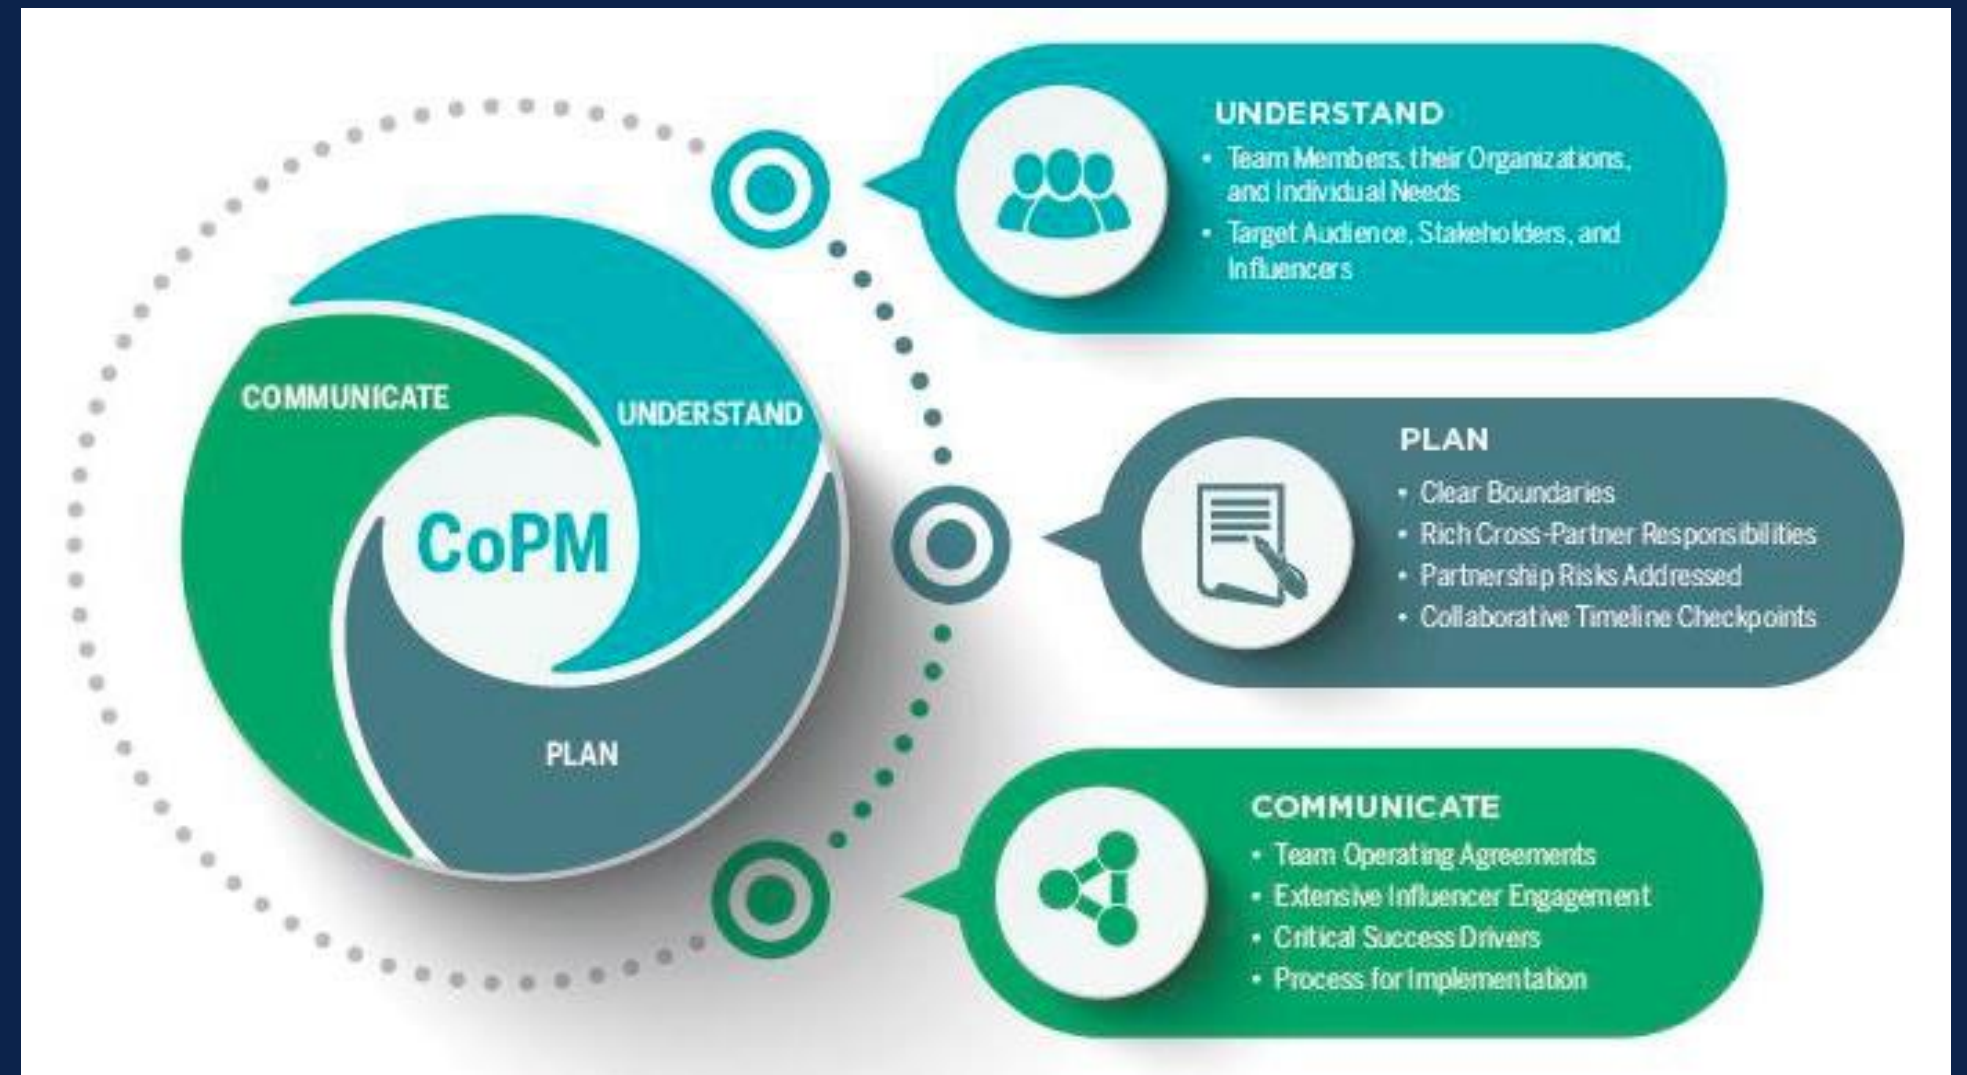 COMMUNICATE
UNDERSTAND
CoPM
PLAN
UNDERSTAND
• Team Members, their Organizations,
and Individual Needs
• Target Audience, Stakeholders, and
Influencers
PLAN
• Clear Boundaries
• Rich Cross-Partner Responsibilities
• Partnership Risks Addressed
• Collaborative Timeline Checkpoints
COMMUNICATE
• Team Operating Agreements
• Extensive Influencer Engagement
• Critical Success Drivers
• Process for Implementation